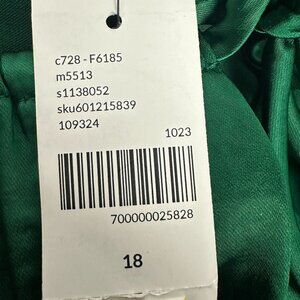 c728 - F6185
m5513
s1138052
sku601215839
109324
1023
700000025828
18